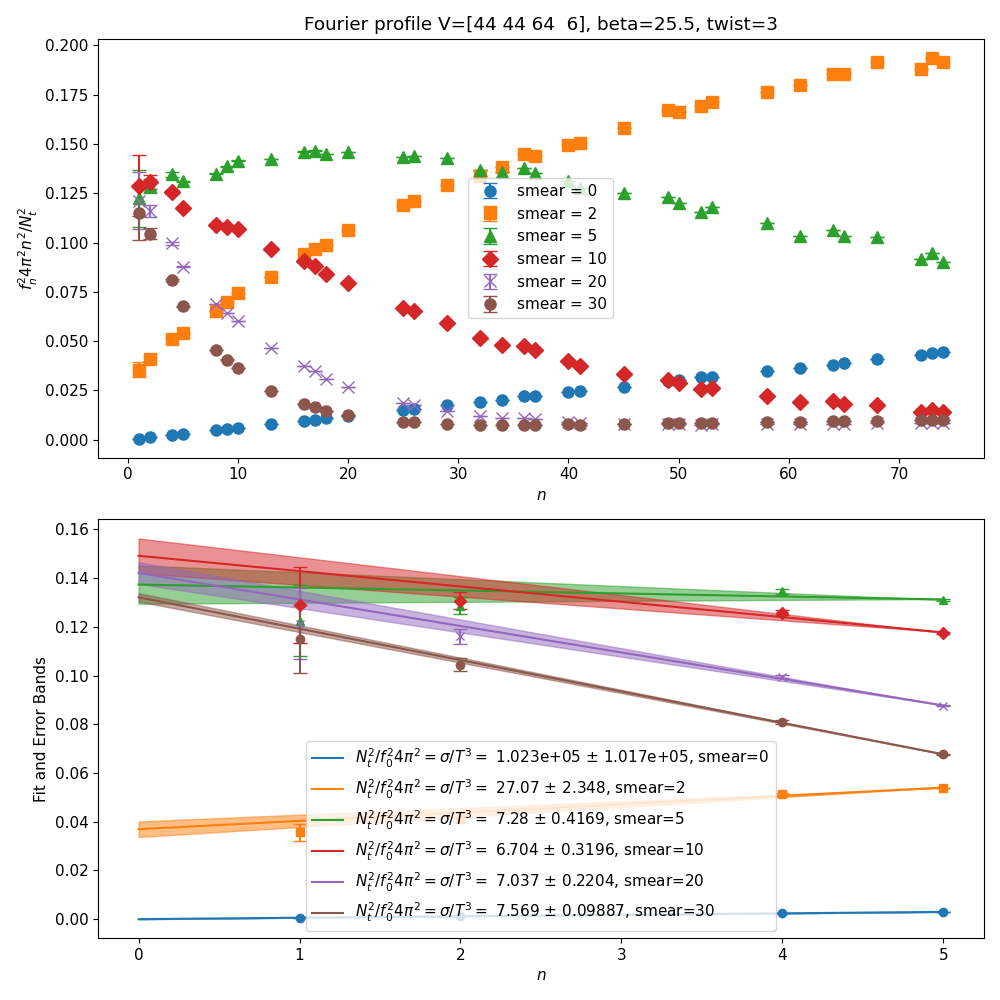 Fourier profile V=[44 44 64  6], beta=25.5, twist=3
0.200
0.175
0.150
0.125
0.100
0.075
0.050
0.025
0.000
f_n^2 4π^2 n^2/N_t^2
smear = 0
smear = 2
smear = 5
smear = 10
smear = 20
smear = 30
0 10 20 30 40 50 60 70
n
0.16
0.14
0.12
0.10
0.08
0.06
0.04
0.02
0.00
Fit and Error Bands
N_t^2/f_0^2 4π^2 = σ/T^3 = 1.023e+05 ± 1.017e+05, smear=0
N_t^2/f_0^2 4π^2 = σ/T^3 = 27.07 ± 2.348, smear=2
N_t^2/f_0^2 4π^2 = σ/T^3 = 7.28 ± 0.4169, smear=5
N_t^2/f_0^2 4π^2 = σ/T^3 = 6.704 ± 0.3196, smear=10
N_t^2/f_0^2 4π^2 = σ/T^3 = 7.037 ± 0.2204, smear=20
N_t^2/f_0^2 4π^2 = σ/T^3 = 7.569 ± 0.09887, smear=30
0 1 2 3 4 5
n